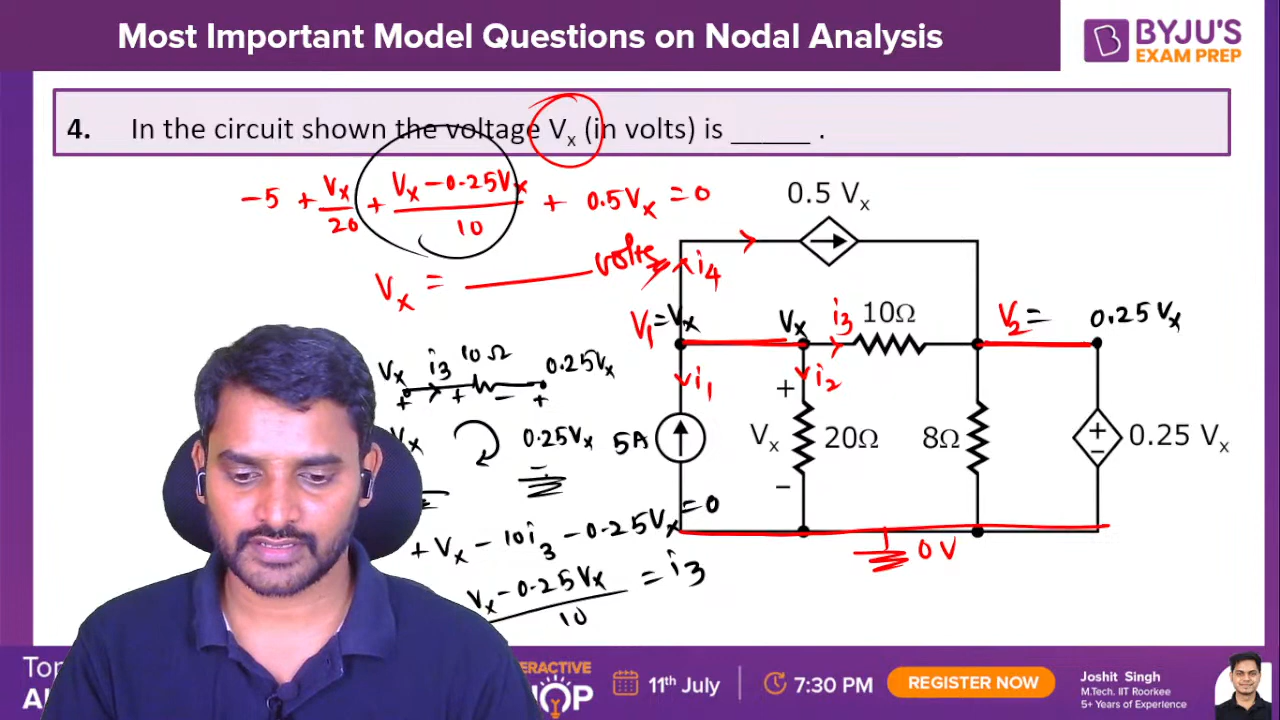 Most Important Model Questions on Nodal Analysis
BYJU'S
EXAM PREP
4. In the circuit shown the voltage Vx (in volts) is _____ .
-5 + Vx/20 + (Vx - 0.25Vx)/10 + 0.5Vx = 0
Vx = _____ volts
0.5 Vx
i4
V1 = Vx
Vx
i3
10Ω
V2 =
0.25 Vx
Vx
i3
10Ω
0.25Vx
+
+
-
+
i1
i2
+
Vx
-
20Ω
8Ω
+
-
0.25 Vx
Vx
0.25Vx
5A
+ Vx - 10i3 - 0.25Vx = 0
(Vx - 0.25Vx)/10 = i3
0V
11th July
7:30 PM
REGISTER NOW
Joshit Singh
M.Tech. IIT Roorkee
5+ Years of Experience